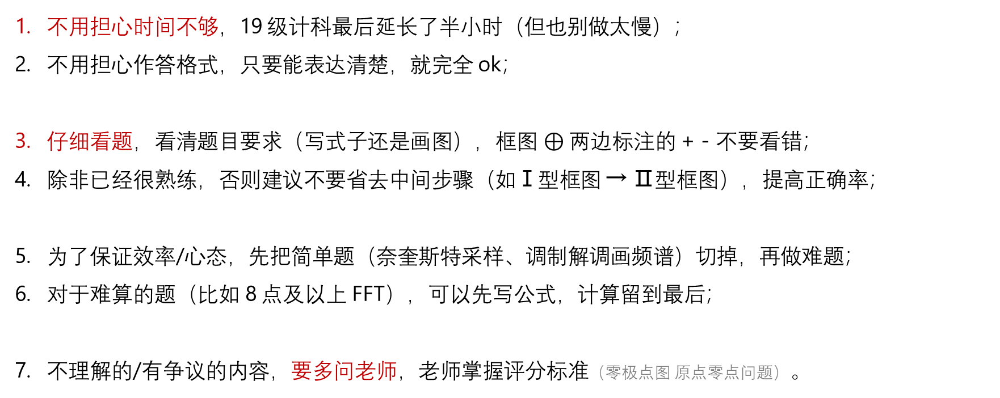 1. 不用担心时间不够，19 级计科最后延长了半小时（但也别做太慢）；
2. 不用担心作答格式，只要能表达清楚，就完全 ok；
3. 仔细看题，看清题目要求（写式子还是画图），框图 ⊕ 两边标注的 + - 不要看错；
4. 除非已经很熟练，否则建议不要省去中间步骤（如 I 型框图 → II 型框图），提高正确率；
5. 为了保证效率/心态，先把简单题（奈奎斯特采样、调制解调画频谱）切掉，再做难题；
6. 对于难算的题（比如 8 点及以上 FFT），可以先写公式，计算留到最后；
7. 不理解的/有争议的内容，要多问老师，老师掌握评分标准（零极点图 原点零点问题）。